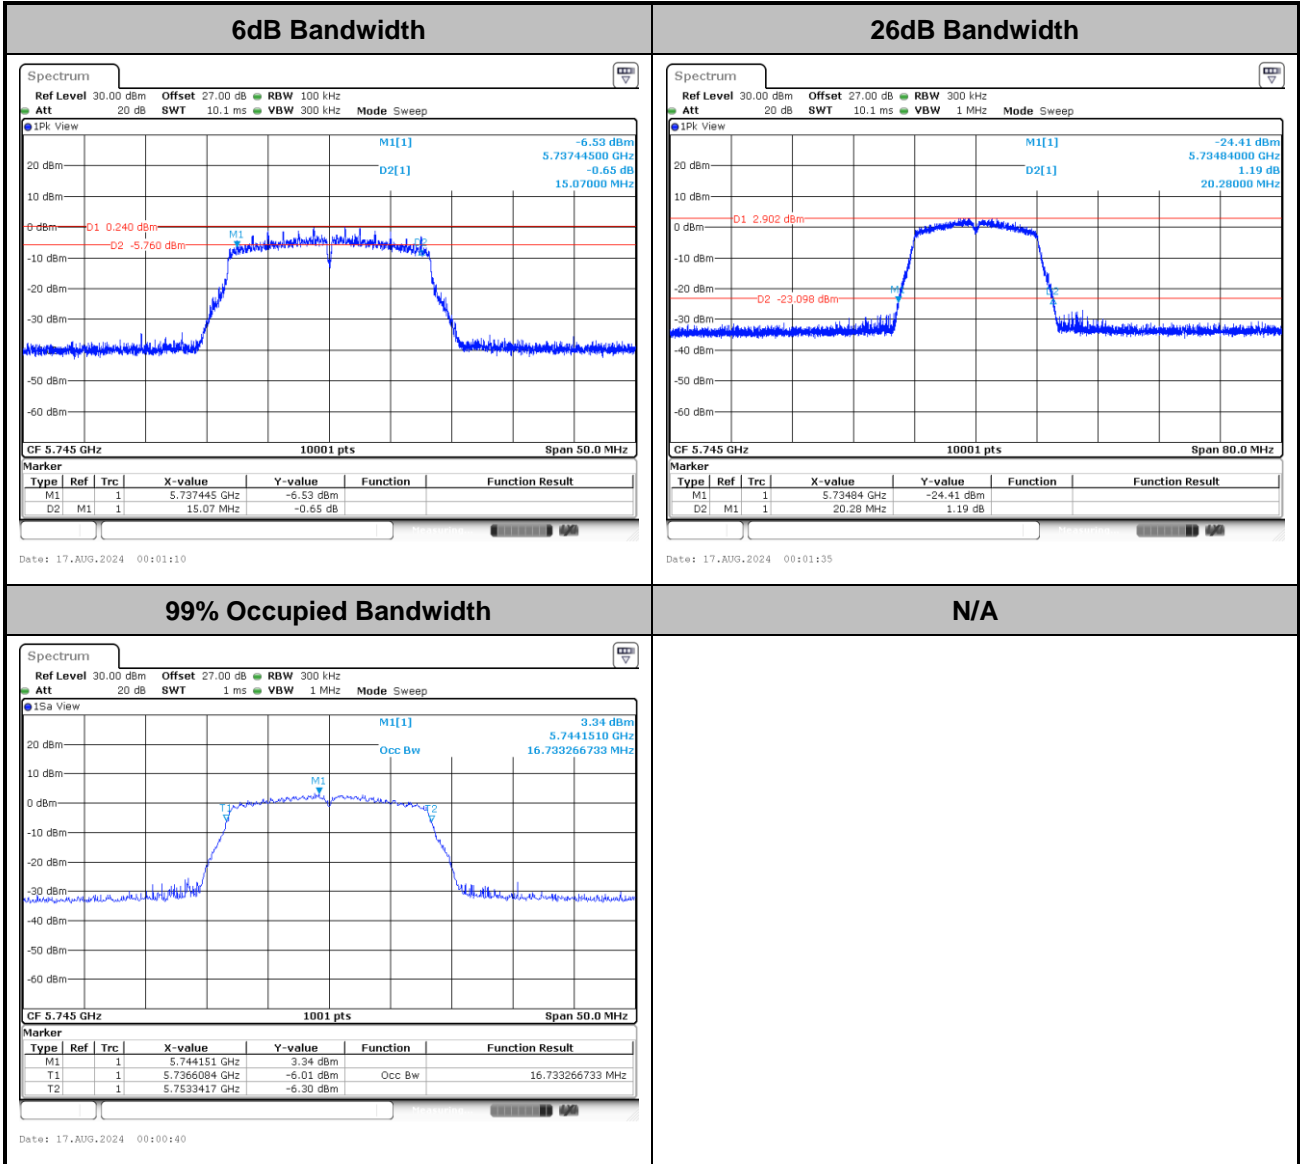 6dB Bandwidth
Spectrum
Ref Level 30.00 dBm Offset 27.00 dB RBW 100 kHz
Att 20 dB SWT 10.1 ms VBW 300 kHz Mode Sweep
1Pk View
M1[1] -6.53 dBm
5.73744500 GHz
D2[1] -0.65 dB
15.07000 MHz
20 dBm
10 dBm
0 dBm
D1 0.240 dBm
M1
D2
D2 -5.760 dBm
-10 dBm
-20 dBm
-30 dBm
-40 dBm
-50 dBm
-60 dBm
CF 5.745 GHz 10001 pts Span 50.0 MHz
Marker
Type Ref Trc X-value Y-value Function Function Result
M1 1 5.737445 GHz -6.53 dBm
D2 M1 1 15.07 MHz -0.65 dB
Date: 17.AUG.2024 00:01:10
26dB Bandwidth
Spectrum
Ref Level 30.00 dBm Offset 27.00 dB RBW 300 kHz
Att 20 dB SWT 10.1 ms VBW 1 MHz Mode Sweep
1Pk View
M1[1] -24.41 dBm
5.73484000 GHz
D2[1] 1.19 dB
20.28000 MHz
20 dBm
10 dBm
D1 2.902 dBm
0 dBm
-10 dBm
-20 dBm
M1
D2
D2 -23.098 dBm
-30 dBm
-40 dBm
-50 dBm
-60 dBm
CF 5.745 GHz 10001 pts Span 80.0 MHz
Marker
Type Ref Trc X-value Y-value Function Function Result
M1 1 5.73484 GHz -24.41 dBm
D2 M1 1 20.28 MHz 1.19 dB
Date: 17.AUG.2024 00:01:35
99% Occupied Bandwidth
Spectrum
Ref Level 30.00 dBm Offset 27.00 dB RBW 300 kHz
Att 20 dB SWT 1 ms VBW 1 MHz Mode Sweep
1Sa View
M1[1] 3.34 dBm
5.7441510 GHz
Occ Bw 16.733266733 MHz
20 dBm
10 dBm
M1
0 dBm
T1
T2
-10 dBm
-20 dBm
-30 dBm
-40 dBm
-50 dBm
-60 dBm
CF 5.745 GHz 1001 pts Span 50.0 MHz
Marker
Type Ref Trc X-value Y-value Function Function Result
M1 1 5.744151 GHz 3.34 dBm
T1 1 5.7366084 GHz -6.01 dBm Occ Bw 16.733266733 MHz
T2 1 5.7533417 GHz -6.30 dBm
Date: 17.AUG.2024 00:00:40
N/A